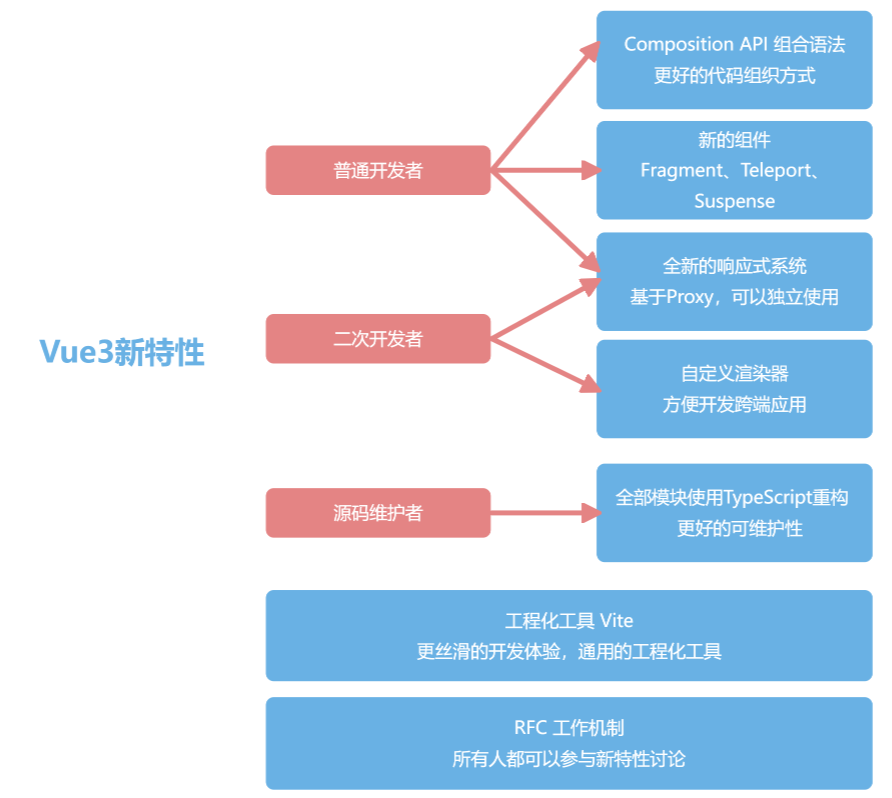 Vue3新特性
普通开发者
Composition API 组合语法
更好的代码组织方式
新的组件
Fragment、Teleport、
Suspense
全新的响应式系统
基于Proxy，可以独立使用
二次开发者
自定义渲染器
方便开发跨端应用
源码维护者
全部模块使用TypeScript重构
更好的可维护性
工程化工具 Vite
更丝滑的开发体验，通用的工程化工具
RFC 工作机制
所有人都可以参与新特性讨论